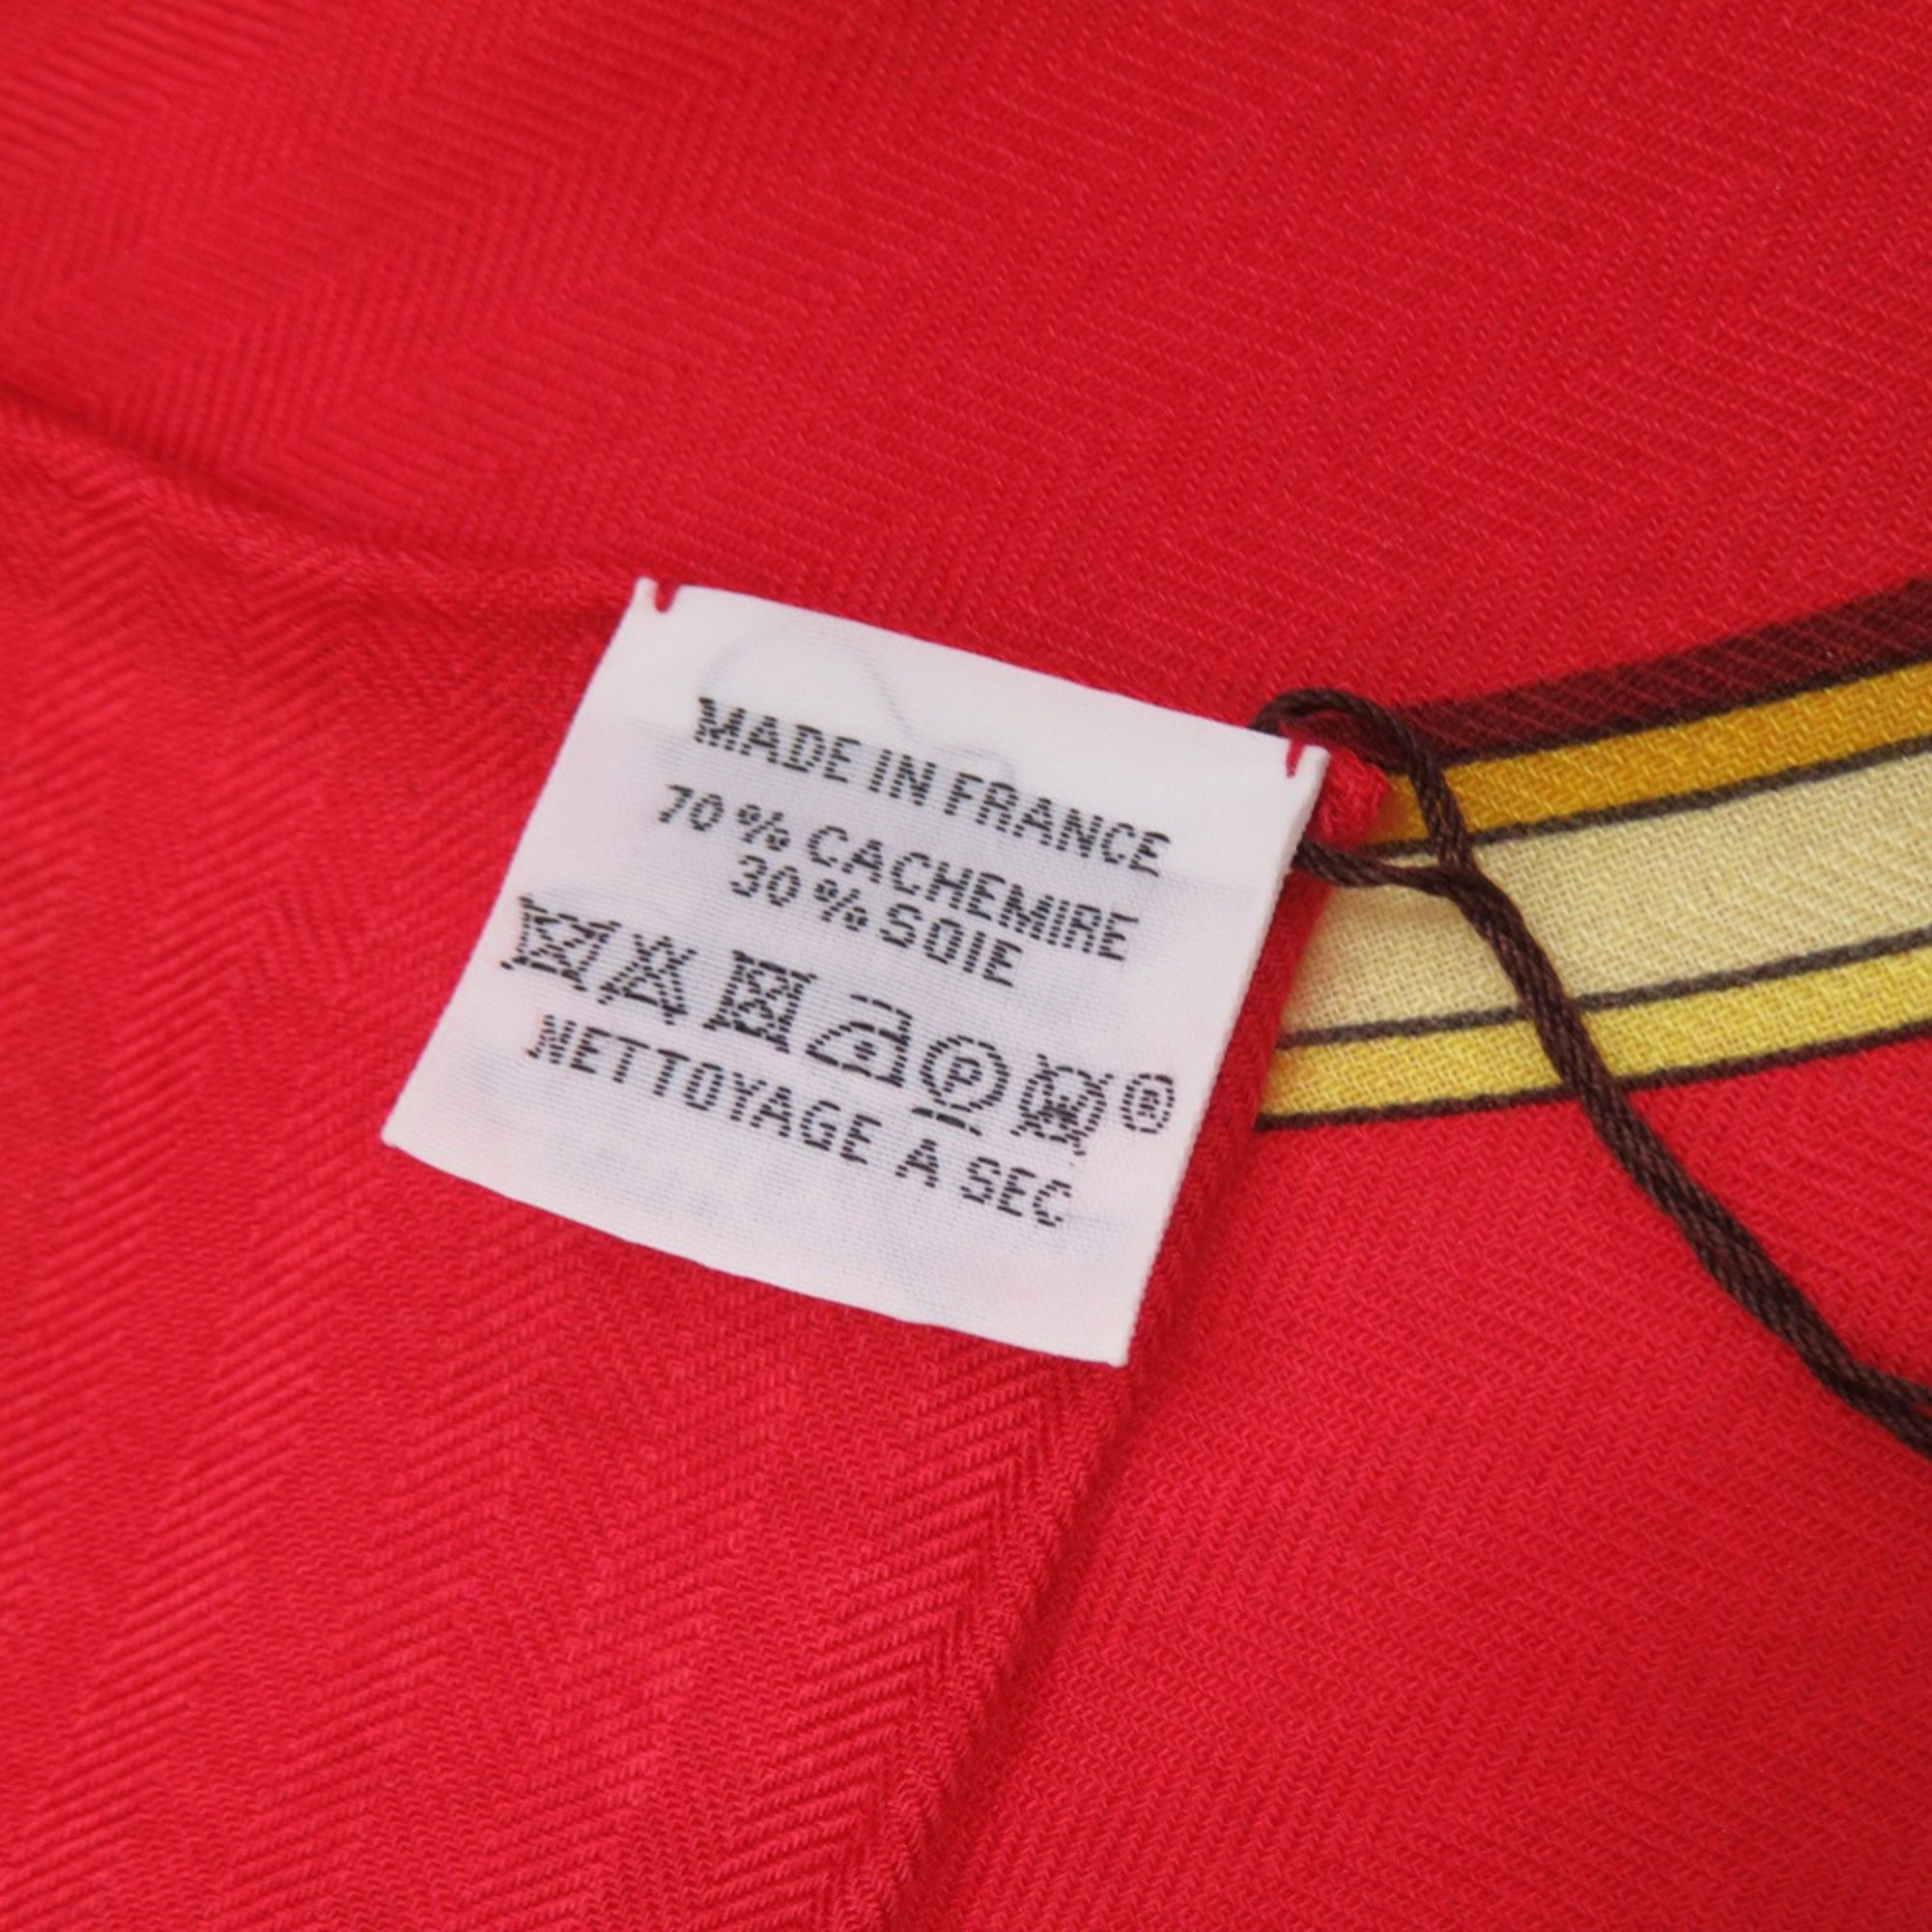 MADE IN FRANCE
70% CACHEMIRE
30% SOIE
P W ®
NETTOYAGE A SEC